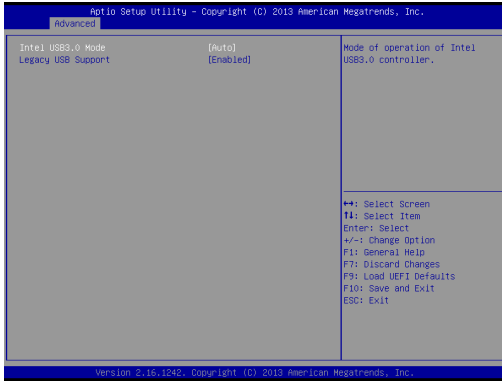 Aptio Setup Utility – Copyright (C) 2013 American Megatrends, Inc.
Advanced
Intel USB3.0 Mode [Auto]
Legacy USB Support [Enabled]
Mode of operation of Intel
USB3.0 controller.
↔: Select Screen
↑↓: Select Item
Enter: Select
+/-: Change Option
F1: General Help
F7: Discard Changes
F9: Load UEFI Defaults
F10: Save and Exit
ESC: Exit
Version 2.16.1242. Copyright (C) 2013 American Megatrends, Inc.